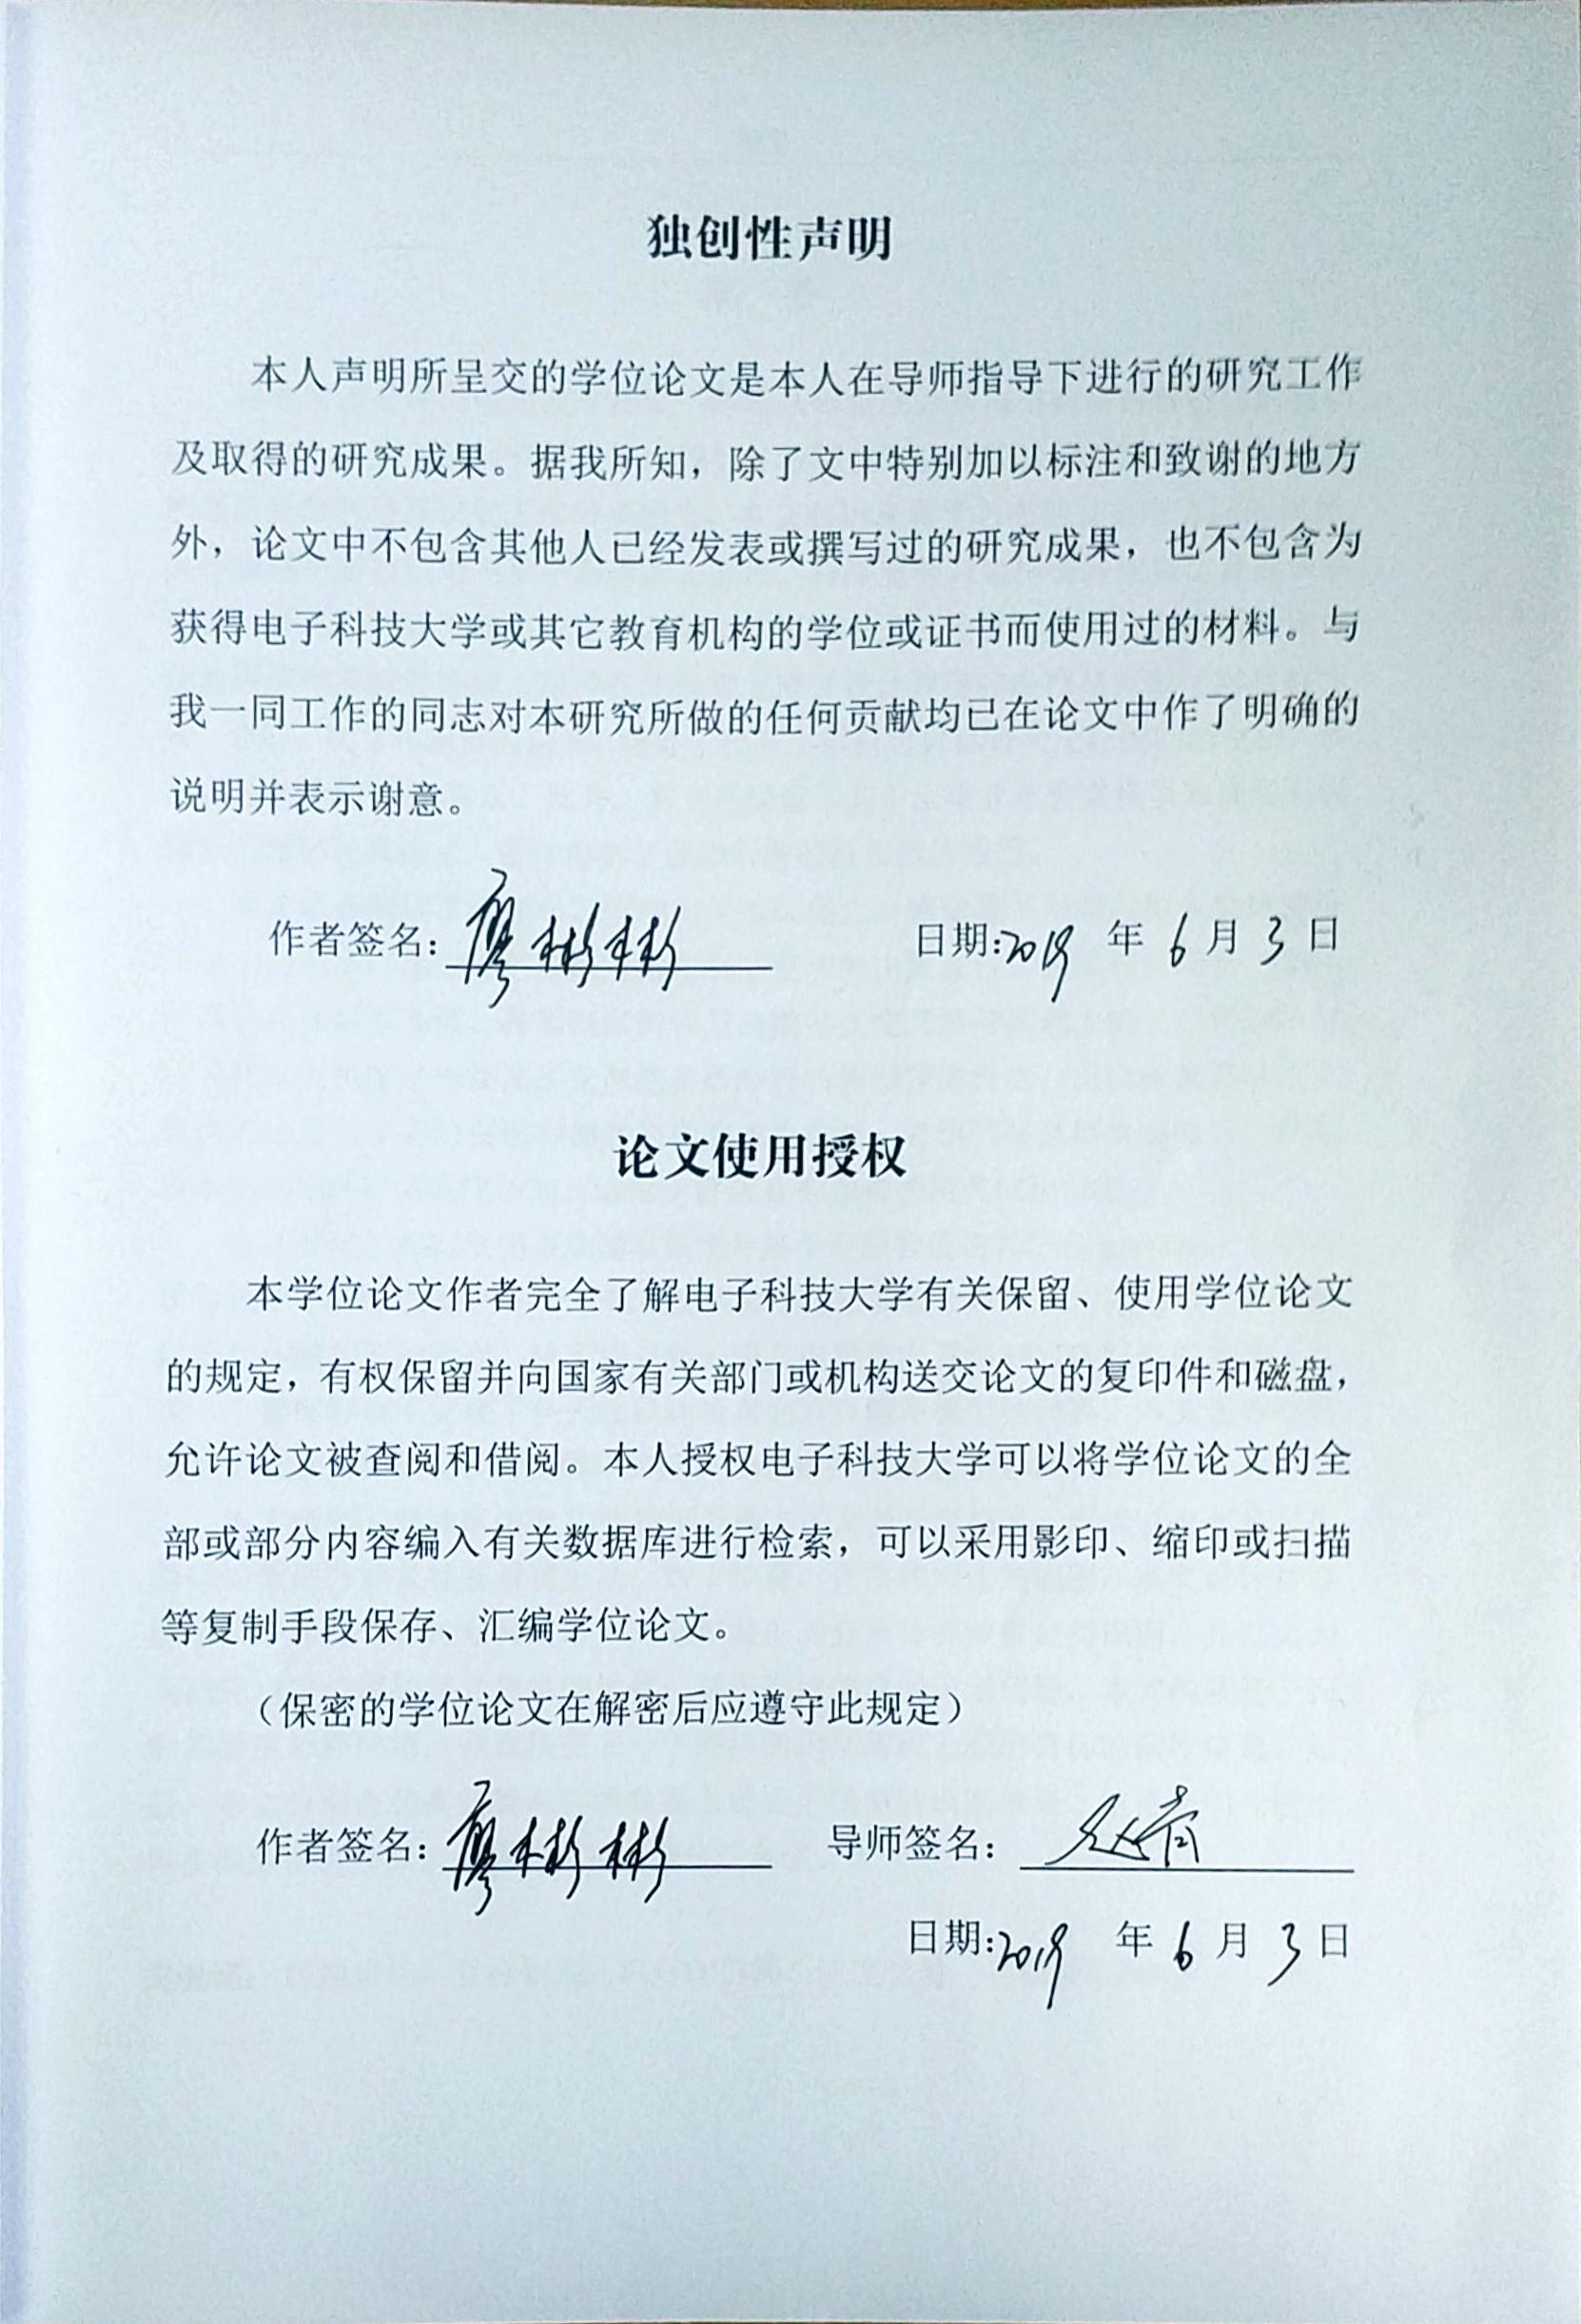 独创性声明
本人声明所呈交的学位论文是本人在导师指导下进行的研究工作
及取得的研究成果。据我所知，除了文中特别加以标注和致谢的地方
外，论文中不包含其他人已经发表或撰写过的研究成果，也不包含为
获得电子科技大学或其它教育机构的学位或证书而使用过的材料。与
我一同工作的同志对本研究所做的任何贡献均已在论文中作了明确的
说明并表示谢意。
作者签名：廖彬彬 日期:2019 年 6 月 3 日
论文使用授权
本学位论文作者完全了解电子科技大学有关保留、使用学位论文
的规定，有权保留并向国家有关部门或机构送交论文的复印件和磁盘，
允许论文被查阅和借阅。本人授权电子科技大学可以将学位论文的全
部或部分内容编入有关数据库进行检索，可以采用影印、缩印或扫描
等复制手段保存、汇编学位论文。
（保密的学位论文在解密后应遵守此规定）
作者签名：廖彬彬 导师签名：
日期:2019 年 6 月 3 日